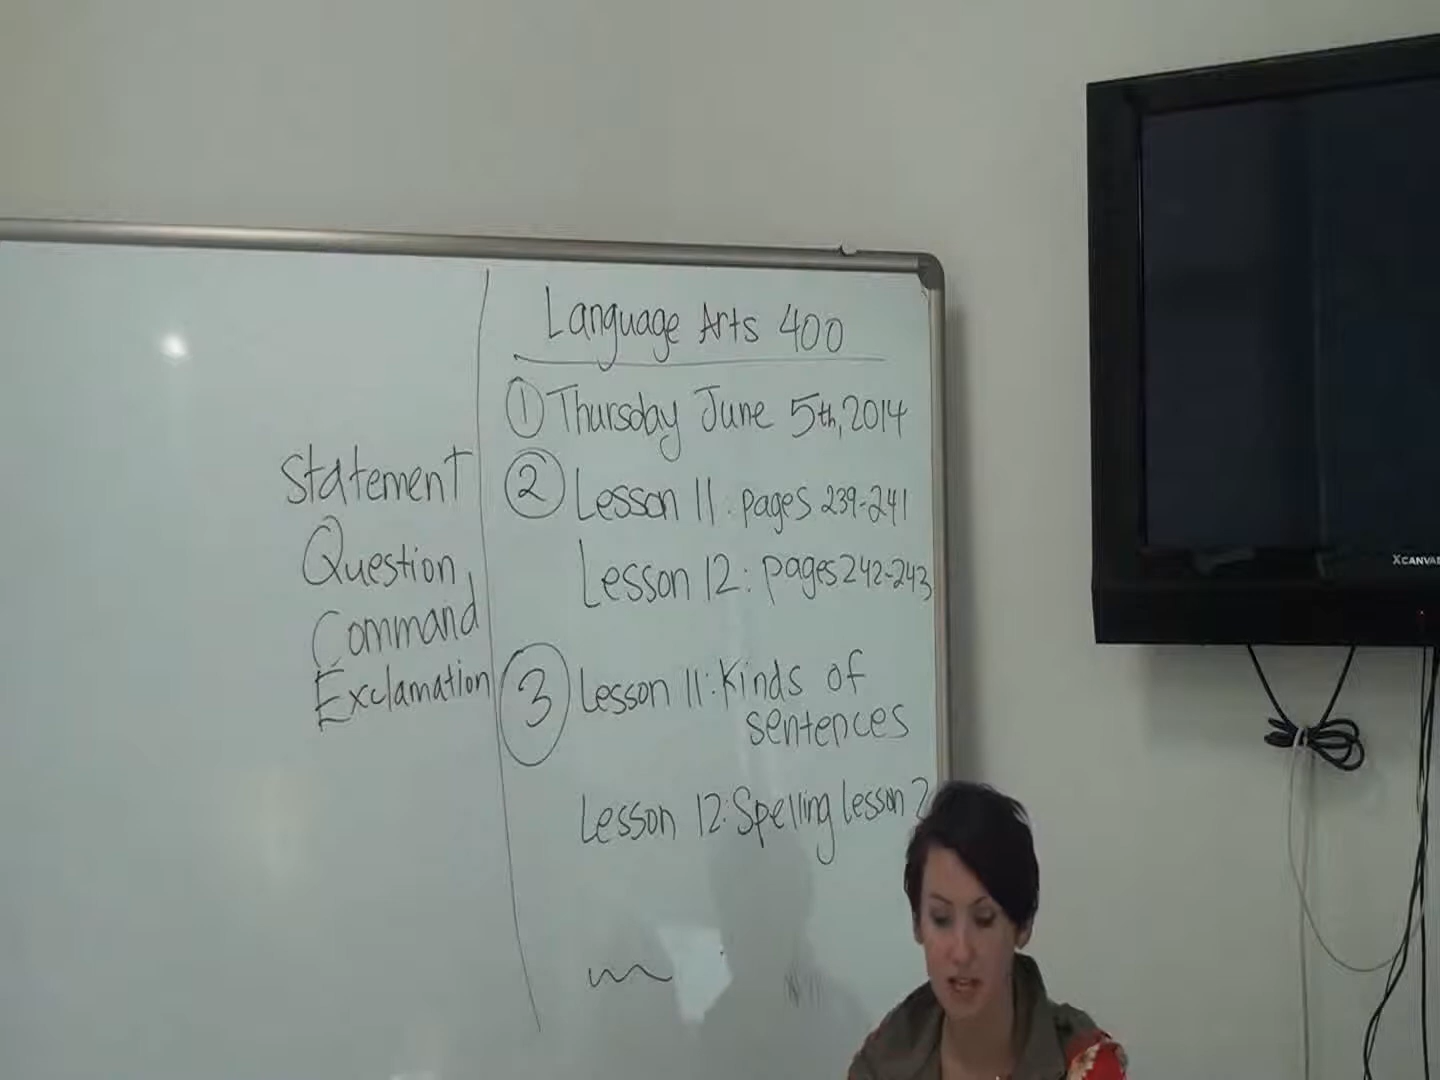 Language Arts 400
① Thursday June 5th, 2014
② Lesson 11: pages 239-241
Lesson 12: pages 242-243
③ Lesson 11: Kinds of
sentences
Lesson 12: Spelling lesson 2
Statement
Question
Command
Exclamation
XCANVA